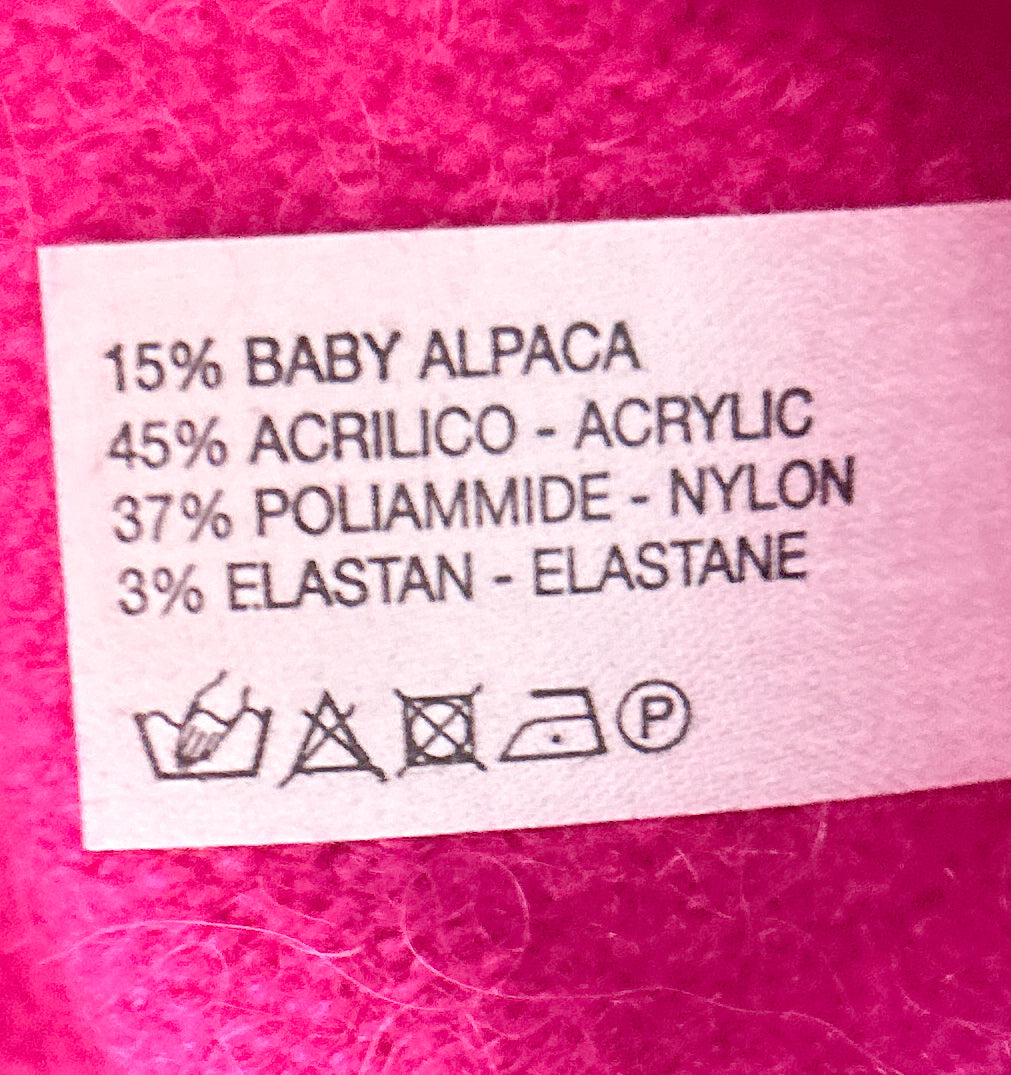 15% BABY ALPACA
45% ACRILICO - ACRYLIC
37% POLIAMMIDE - NYLON
3% ELASTAN - ELASTANE
P